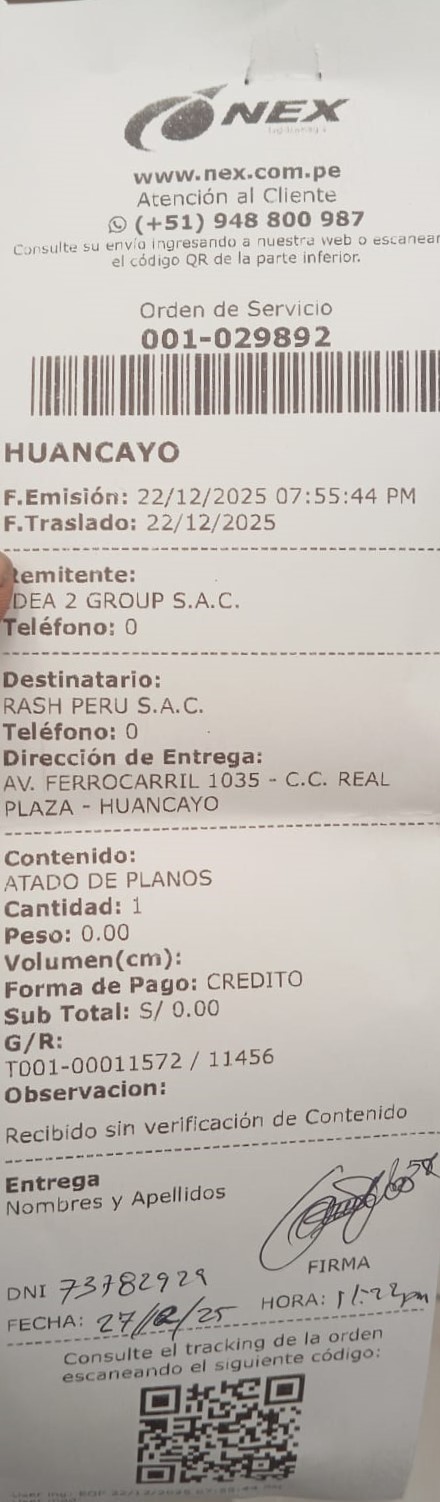 NEX
www.nex.com.pe
Atención al Cliente
(+51) 948 800 987
Consulte su envío ingresando a nuestra web o escanear
el código QR de la parte inferior.
Orden de Servicio
001-029892
HUANCAYO
F.Emisión: 22/12/2025 07:55:44 PM
F.Traslado: 22/12/2025
Remitente:
DEA 2 GROUP S.A.C.
Teléfono: 0
Destinatario:
RASH PERU S.A.C.
Teléfono: 0
Dirección de Entrega:
AV. FERROCARRIL 1035 - C.C. REAL
PLAZA - HUANCAYO
Contenido:
ATADO DE PLANOS
Cantidad: 1
Peso: 0.00
Volumen(cm):
Forma de Pago: CREDITO
Sub Total: S/ 0.00
G/R:
T001-00011572 / 11456
Observacion:
Recibido sin verificación de Contenido
Entrega
Nombres y Apellidos
FIRMA
DNI 73782929
FECHA: 27/12/25 HORA: 11:22pm
Consulte el tracking de la orden
escaneando el siguiente código: